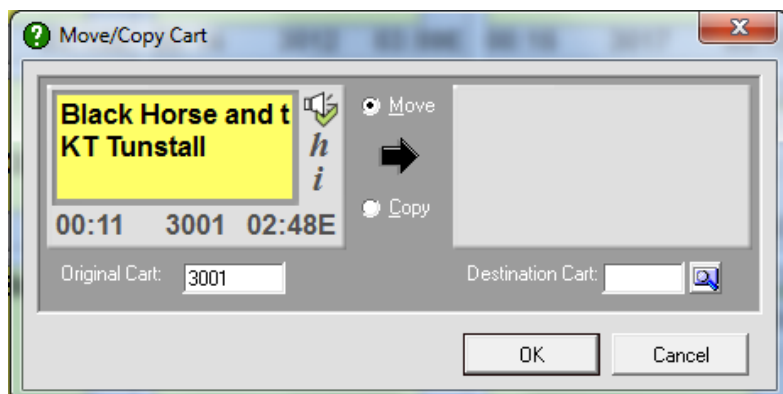 Move/Copy Cart
Black Horse and t
KT Tunstall
h
i
00:11 3001 02:48E
Move
Copy
Original Cart: 3001
Destination Cart:
OK Cancel